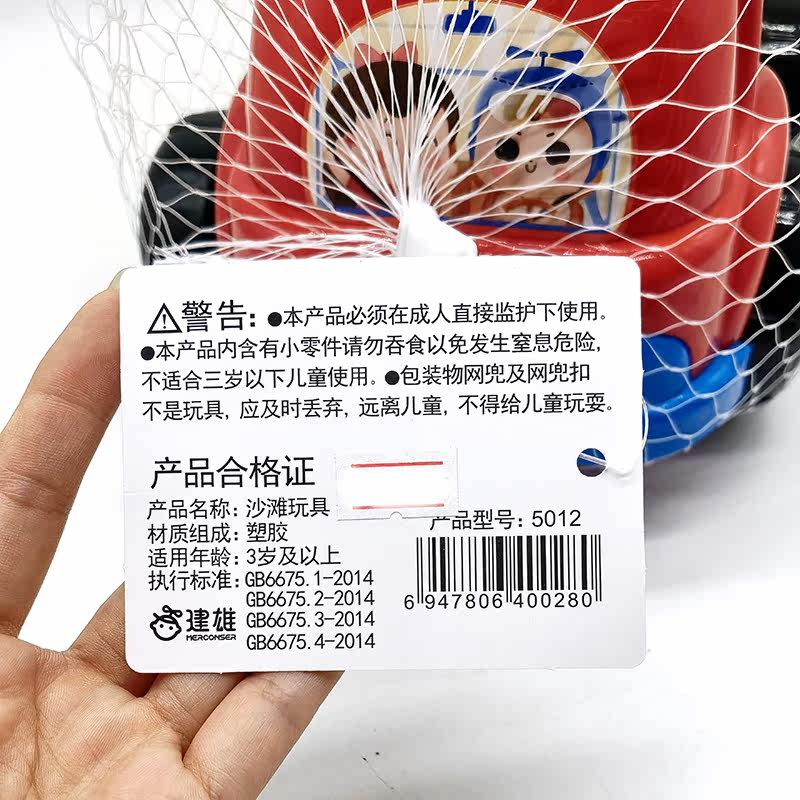 警告: ●本产品必须在成人直接监护下使用。
●本产品内含有小零件请勿吞食以免发生窒息危险,
不适合三岁以下儿童使用。●包装物网兜及网兜扣
不是玩具, 应及时丢弃, 远离儿童, 不得给儿童玩耍。
产品合格证
产品名称: 沙滩玩具
材质组成: 塑胶
适用年龄: 3岁及以上
执行标准: GB6675.1-2014
GB6675.2-2014
GB6675.3-2014
GB6675.4-2014
建雄
MERCONSER
产品型号: 5012
6 947806 400280